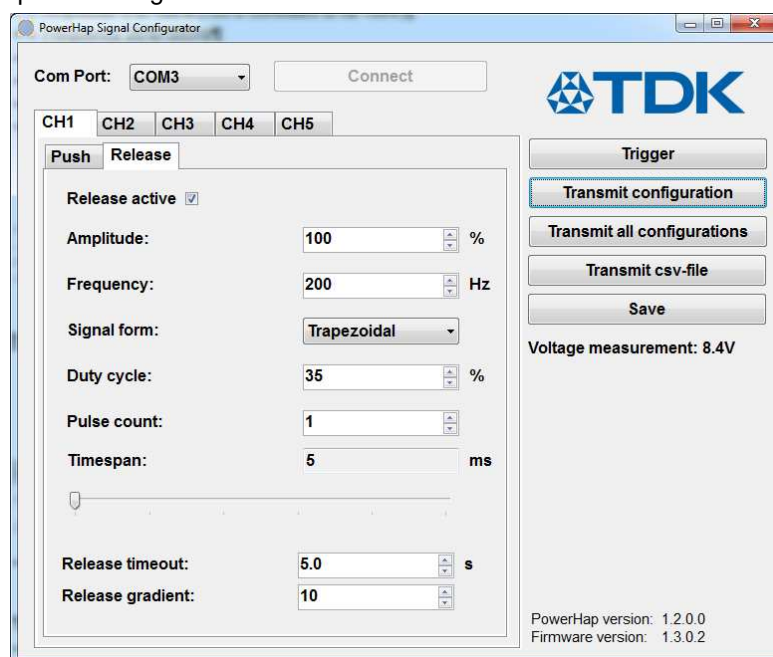 PowerHap Signal Configurator
Com Port: COM3 Connect
TDK
CH1 CH2 CH3 CH4 CH5
Push Release
Release active
Amplitude: 100 %
Frequency: 200 Hz
Signal form: Trapezoidal
Duty cycle: 35 %
Pulse count: 1
Timespan: 5 ms
Release timeout: 5.0 s
Release gradient: 10
Trigger
Transmit configuration
Transmit all configurations
Transmit csv-file
Save
Voltage measurement: 8.4V
PowerHap version: 1.2.0.0
Firmware version: 1.3.0.2